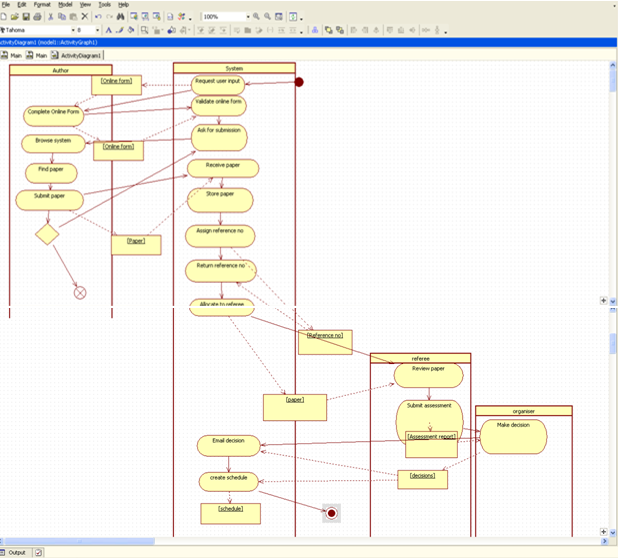 File Edit Format Model View Tools Help
100%
Tahoma 8
ActivityDiagram1 (model::ActivityGraph()
Main Main ActivityDiagram1
Author
System
[Online form]
Request user input
Validate online form
Complete Online Form
Ask for submission
Browse system
[Online form]
Find paper
Receive paper
Submit paper
Store paper
[Paper]
Assign reference no
Return reference no
Allocate to referee
[Reference no]
referee
Review paper
[paper]
Submit assessment
organiser
Make decision
[Assessment report]
Email decision
[decisions]
create schedule
[schedule]
Output